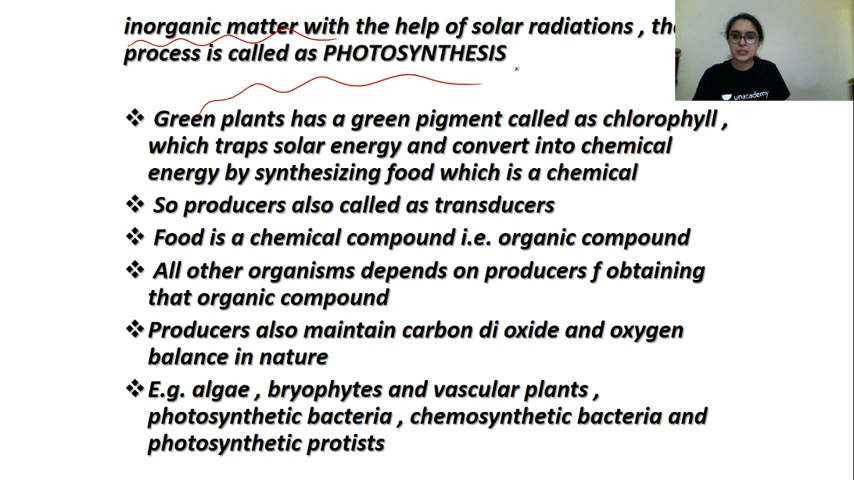 inorganic matter with the help of solar radiations , the
process is called as PHOTOSYNTHESIS
❖ Green plants has a green pigment called as chlorophyll ,
which traps solar energy and convert into chemical
energy by synthesizing food which is a chemical
❖ So producers also called as transducers
❖ Food is a chemical compound i.e. organic compound
❖ All other organisms depends on producers f obtaining
that organic compound
❖ Producers also maintain carbon di oxide and oxygen
balance in nature
❖ E.g. algae , bryophytes and vascular plants ,
photosynthetic bacteria , chemosynthetic bacteria and
photosynthetic protists
unacademy